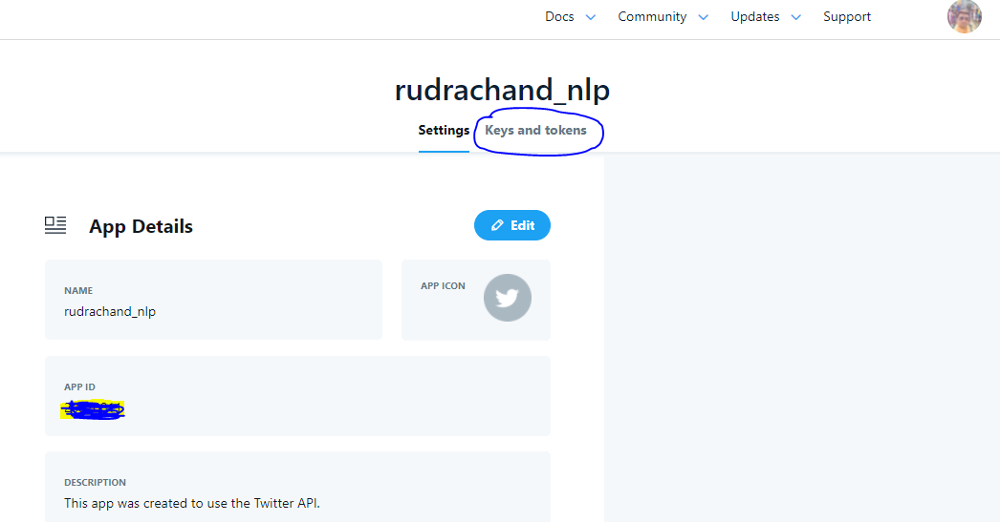 Docs Community Updates Support
rudrachand_nlp
Settings Keys and tokens
App Details
Edit
NAME
rudrachand_nlp
APP ICON
APP ID
DESCRIPTION
This app was created to use the Twitter API.